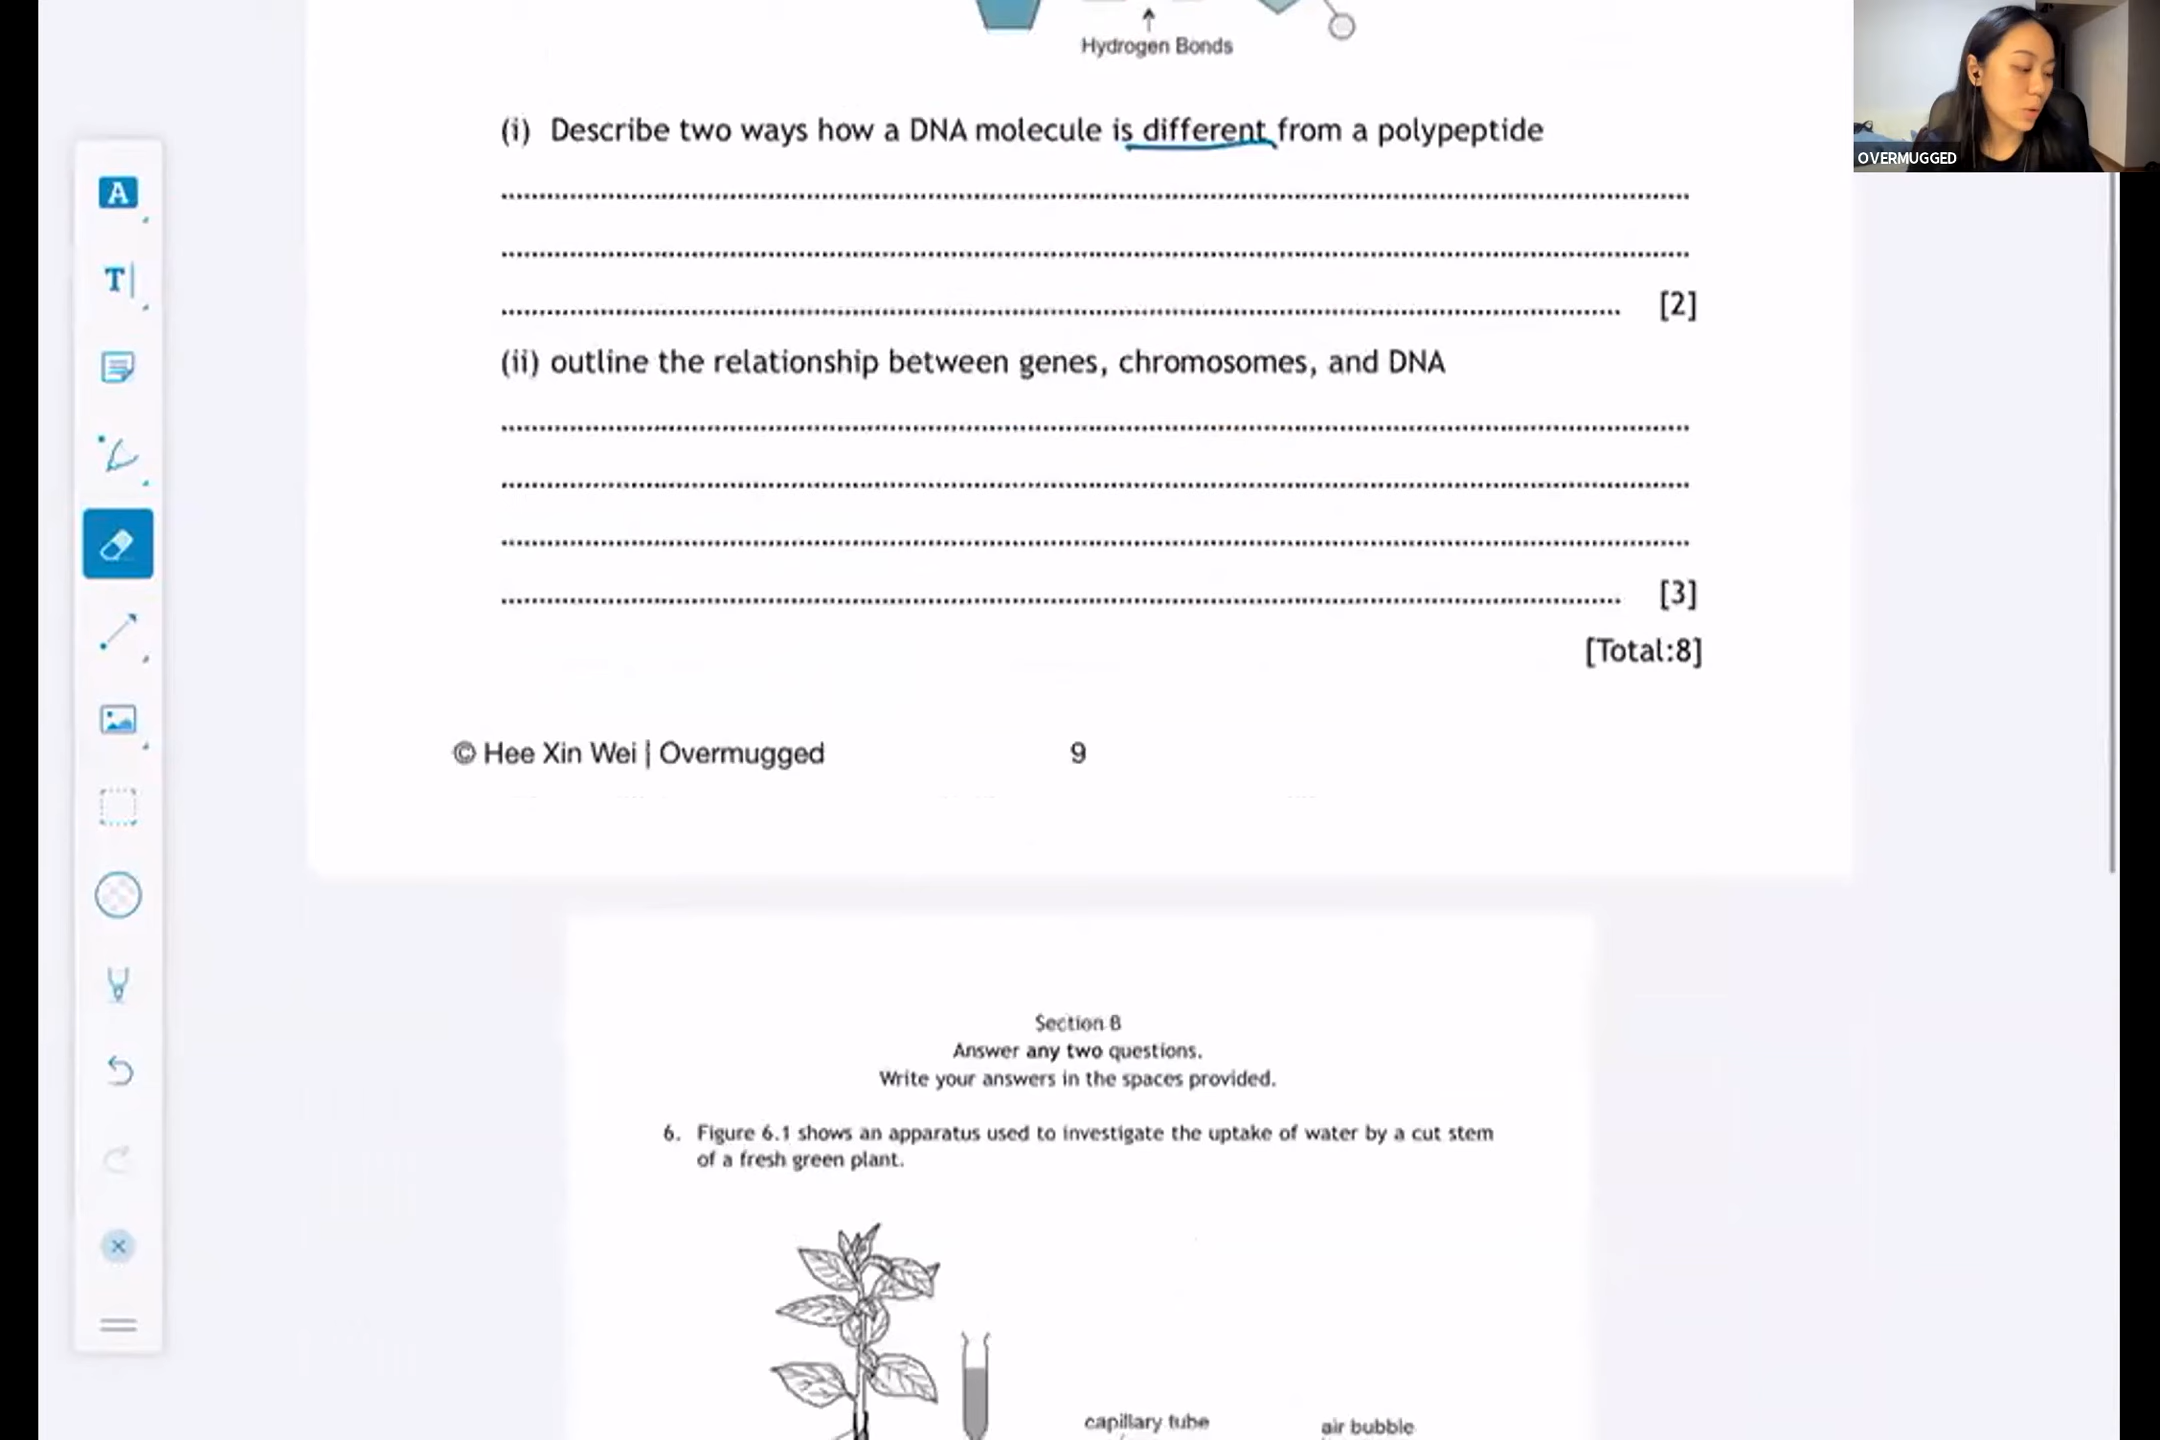 Hydrogen Bonds
OVERMUGGED
(i) Describe two ways how a DNA molecule is different from a polypeptide
[2]
(ii) outline the relationship between genes, chromosomes, and DNA
[3]
[Total:8]
© Hee Xin Wei | Overmugged
9
Section B
Answer any two questions.
Write your answers in the spaces provided.
6. Figure 6.1 shows an apparatus used to investigate the uptake of water by a cut stem
of a fresh green plant.
capillary tube
air bubble
A
T